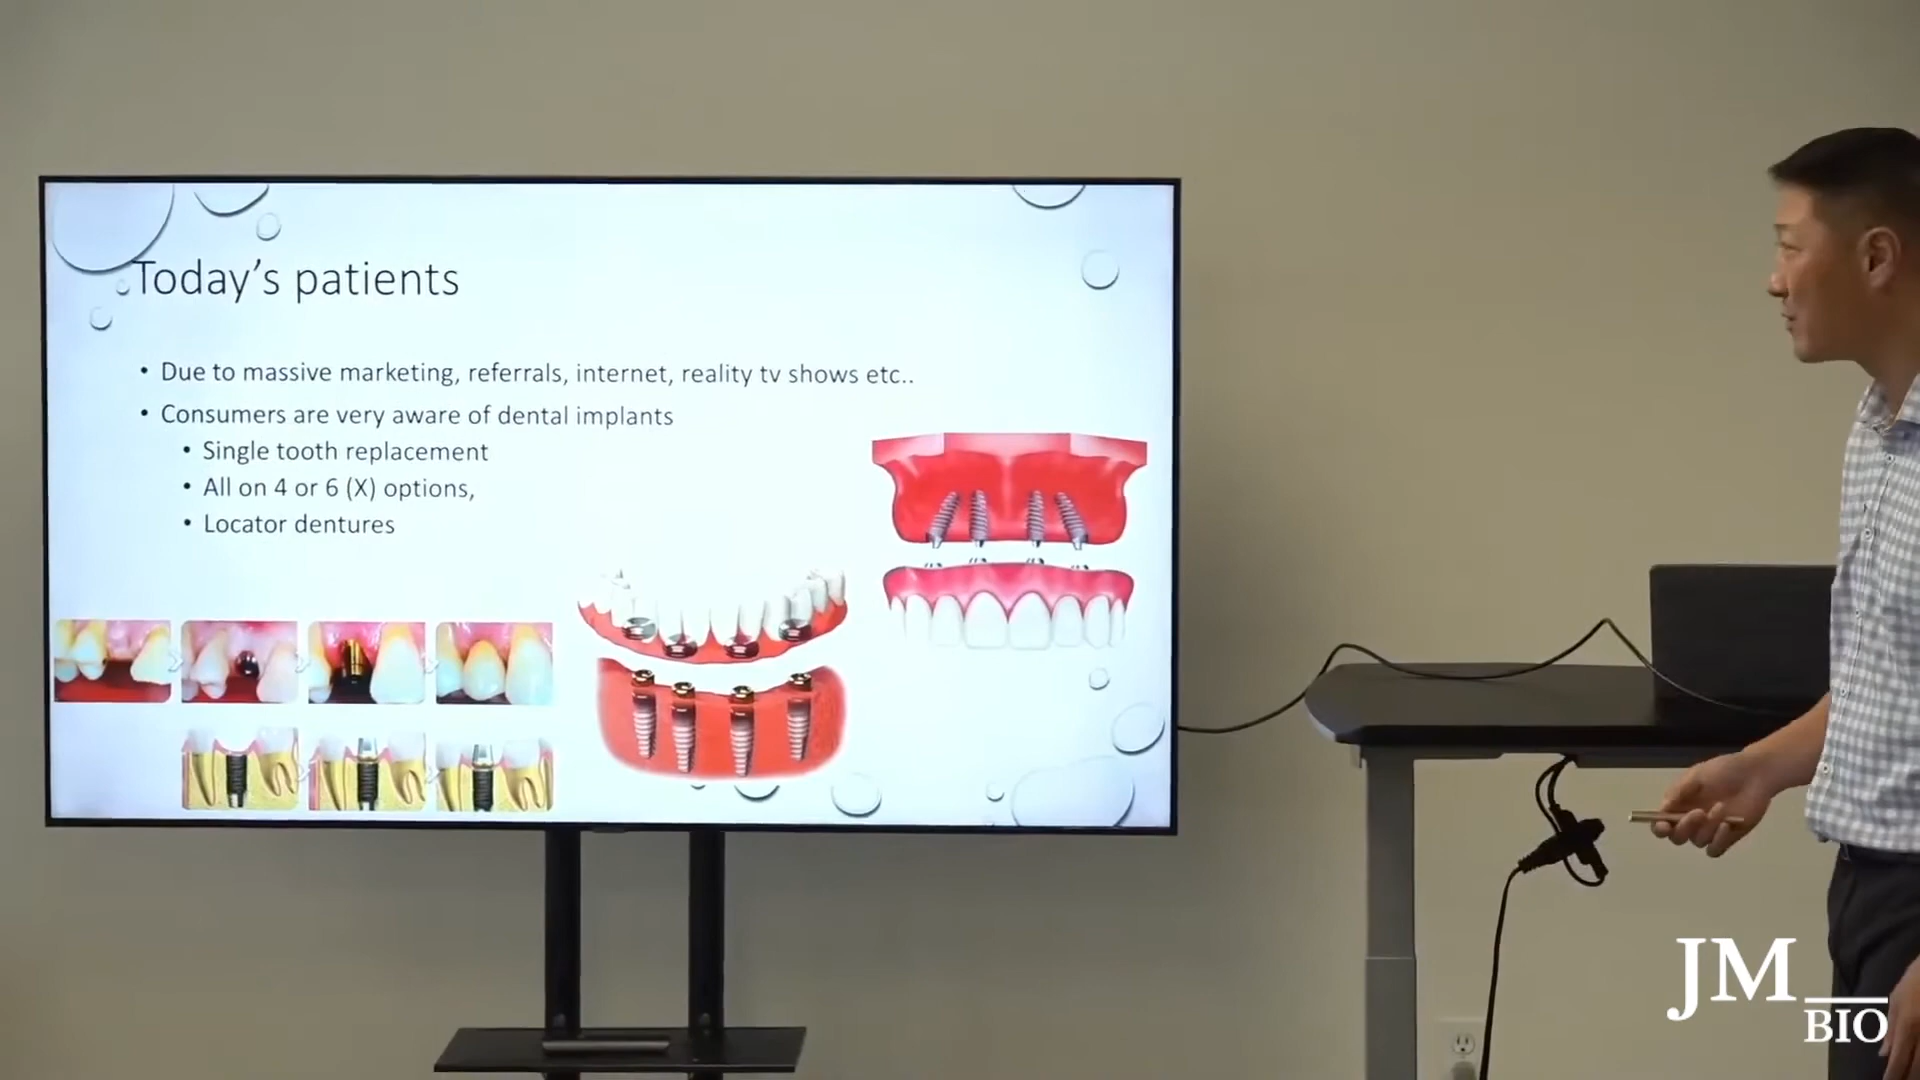 Today's patients
• Due to massive marketing, referrals, internet, reality tv shows etc..
• Consumers are very aware of dental implants
• Single tooth replacement
• All on 4 or 6 (X) options,
• Locator dentures
JM
BIO